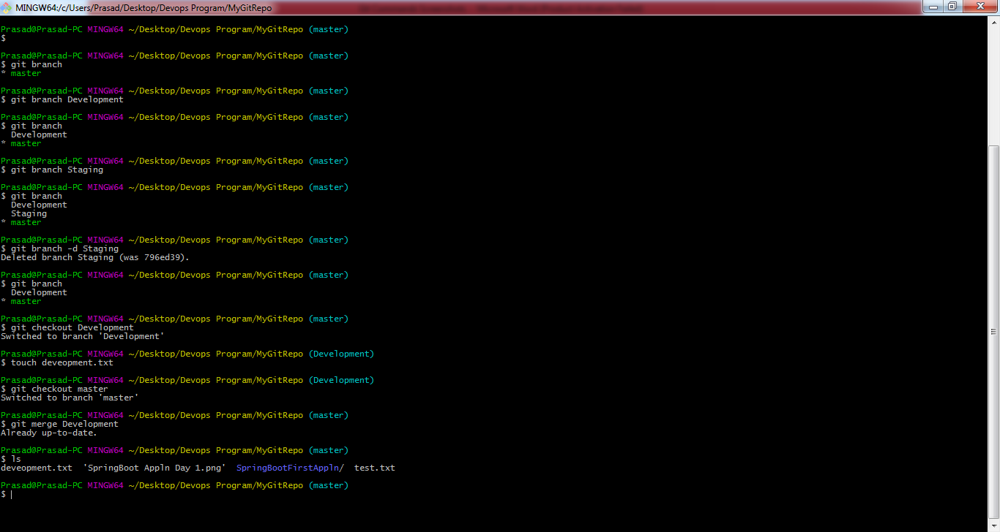 MINGW64:/c/Users/Prasad/Desktop/Devops Program/MyGitRepo
Prasad@Prasad-PC MINGW64 ~/Desktop/Devops Program/MyGitRepo (master)
$
Prasad@Prasad-PC MINGW64 ~/Desktop/Devops Program/MyGitRepo (master)
$ git branch
* master
Prasad@Prasad-PC MINGW64 ~/Desktop/Devops Program/MyGitRepo (master)
$ git branch Development
Prasad@Prasad-PC MINGW64 ~/Desktop/Devops Program/MyGitRepo (master)
$ git branch
  Development
* master
Prasad@Prasad-PC MINGW64 ~/Desktop/Devops Program/MyGitRepo (master)
$ git branch Staging
Prasad@Prasad-PC MINGW64 ~/Desktop/Devops Program/MyGitRepo (master)
$ git branch
  Development
  Staging
* master
Prasad@Prasad-PC MINGW64 ~/Desktop/Devops Program/MyGitRepo (master)
$ git branch -d Staging
Deleted branch Staging (was 796ed39).
Prasad@Prasad-PC MINGW64 ~/Desktop/Devops Program/MyGitRepo (master)
$ git branch
  Development
* master
Prasad@Prasad-PC MINGW64 ~/Desktop/Devops Program/MyGitRepo (master)
$ git checkout Development
Switched to branch 'Development'
Prasad@Prasad-PC MINGW64 ~/Desktop/Devops Program/MyGitRepo (Development)
$ touch deveopment.txt
Prasad@Prasad-PC MINGW64 ~/Desktop/Devops Program/MyGitRepo (Development)
$ git checkout master
Switched to branch 'master'
Prasad@Prasad-PC MINGW64 ~/Desktop/Devops Program/MyGitRepo (master)
$ git merge Development
Already up-to-date.
Prasad@Prasad-PC MINGW64 ~/Desktop/Devops Program/MyGitRepo (master)
$ ls
deveopment.txt  'SpringBoot Appln Day 1.png'  SpringBootFirstAppln/  test.txt
Prasad@Prasad-PC MINGW64 ~/Desktop/Devops Program/MyGitRepo (master)
$